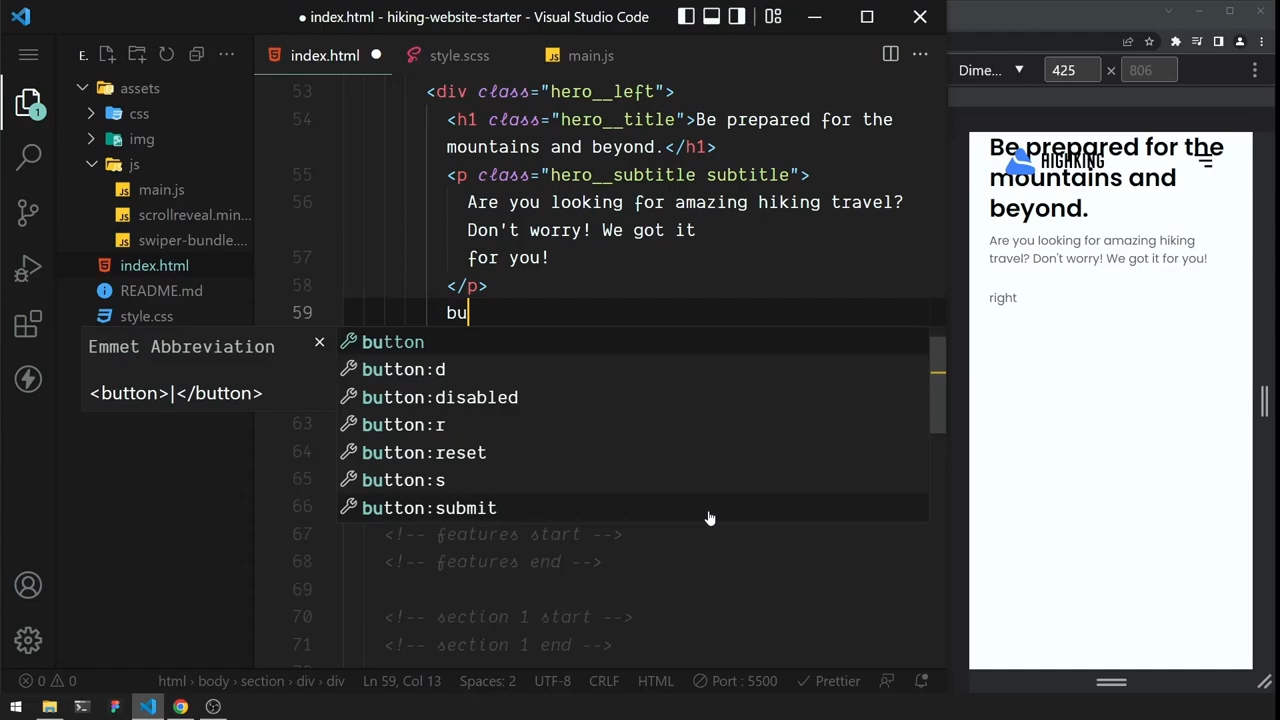 ● index.html - hiking-website-starter - Visual Studio Code
E.
index.html
style.scss
main.js
assets
css
img
js
main.js
scrollreveal.min...
swiper-bundle....
index.html
README.md
style.css
1
53 <div class="hero__left">
54 <h1 class="hero__title">Be prepared for the
mountains and beyond.</h1>
55 <p class="hero__subtitle subtitle">
56 Are you looking for amazing hiking travel?
Don't worry! We got it
57 for you!
58 </p>
59 bu
Emmet Abbreviation
<button>|</button>
button
button:d
button:disabled
button:r
button:reset
button:s
button:submit
63
64
65
66
67 <!-- features start -->
68 <!-- features end -->
69
70 <!-- section 1 start -->
71 <!-- section 1 end -->
0 0
html › body › section › div › div
Ln 59, Col 13
Spaces: 2
UTF-8
CRLF
HTML
Port : 5500
Prettier
Dime...
425 × 806
HIGHKING
Be prepared for the
mountains and
beyond.
Are you looking for amazing hiking
travel? Don't worry! We got it for you!
right